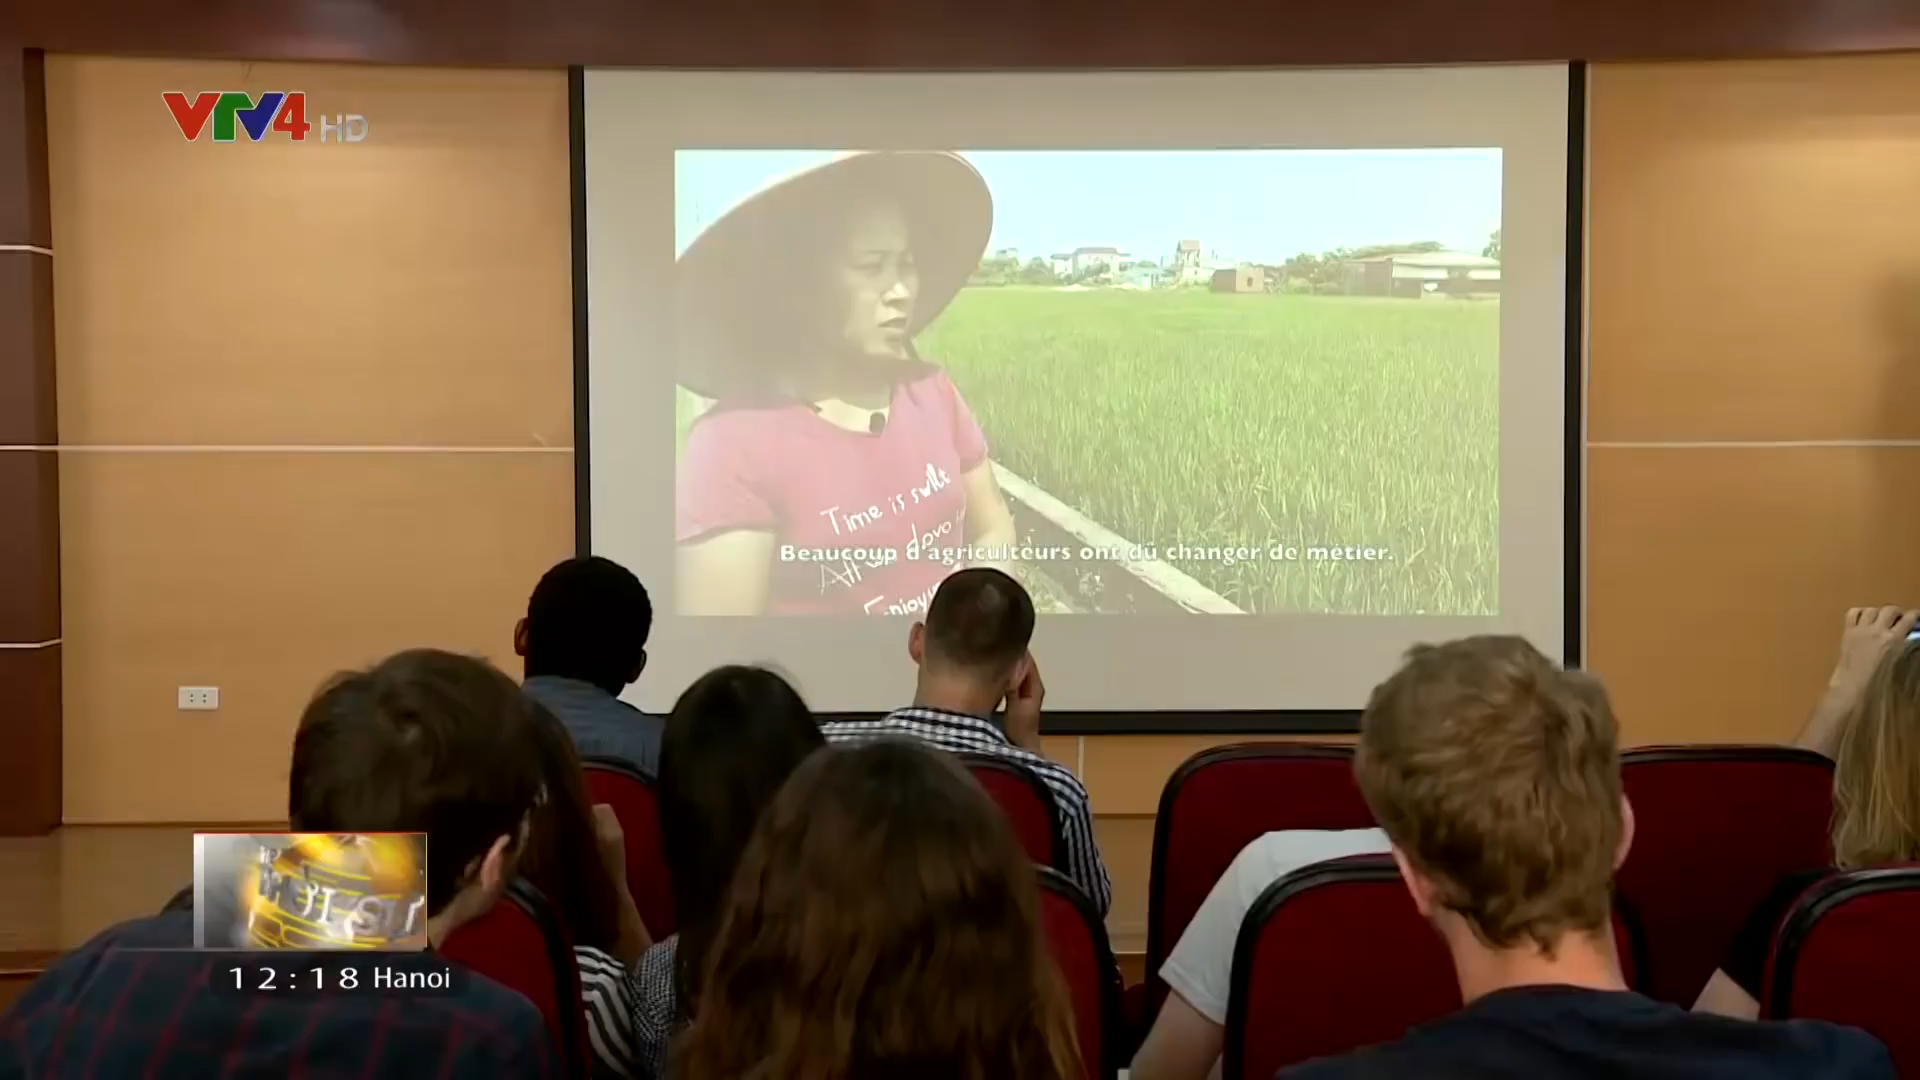 VTV4 HD
Time is swift
Beaucoup d'agriculteurs ont dû changer de métier.
12:18 Hanoi